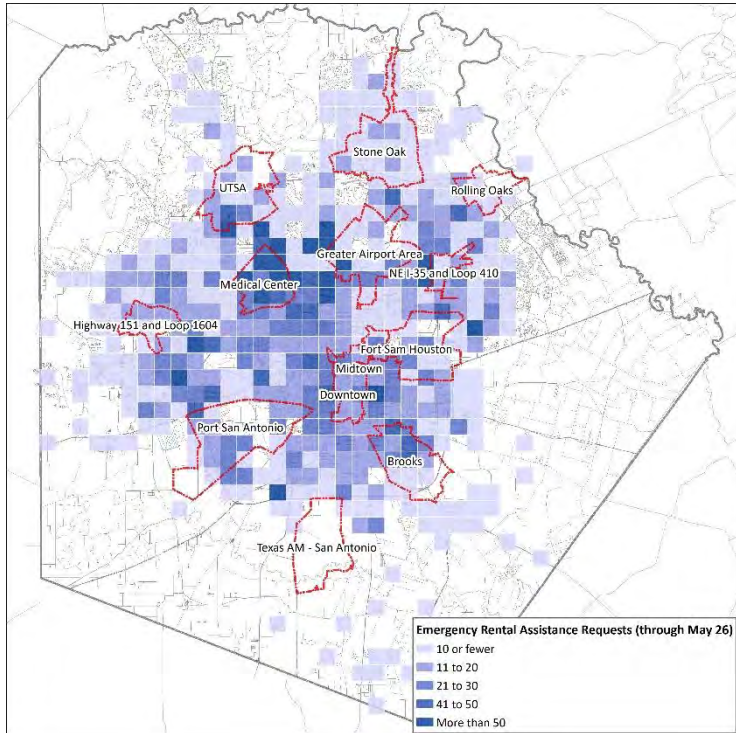 Stone Oak
UTSA
Rolling Oaks
Greater Airport Area
NE I-35 and Loop 410
Medical Center
Highway 151 and Loop 1604
Fort Sam Houston
Midtown
Downtown
Port San Antonio
Brooks
Texas AM - San Antonio
Emergency Rental Assistance Requests (through May 26)
10 or fewer
11 to 20
21 to 30
41 to 50
More than 50